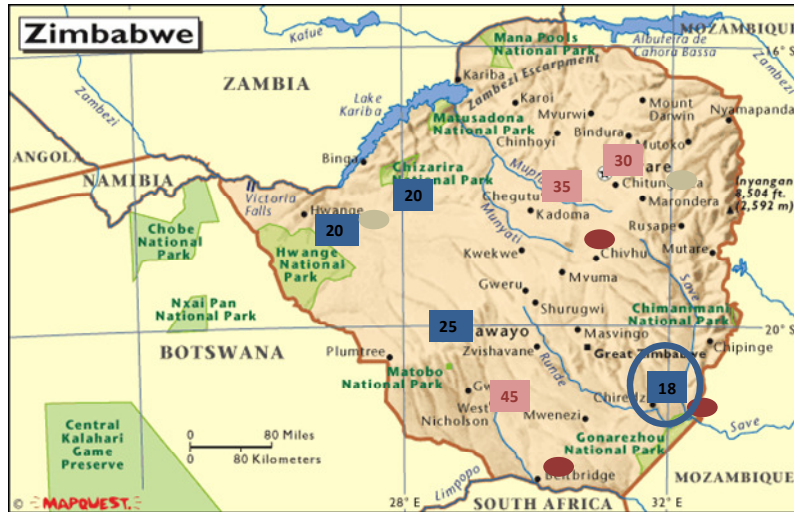 Zimbabwe
MOZAMBIQUE
Kafue
Albufeira de
Cahora Bassa
16° S
Mana Pools
National Park
Zambezi
ZAMBIA
Kariba
Zambezi Escarpment
Zambezi
Lake
Kariba
Karoi
Mount
Darwin
Mvurwi
Nyamapanda
Matusadona
National Park
Bindura
Chinhoyi
Mutoko
ANGOLA
Binga
NAMIBIA
Chizarira
National Park
30
Chitung
35
20
Victoria
Falls
Chegutu
Marondera
Inyangani
8,504 ft.
(2,592 m)
Hwange
Kadoma
Munyati
20
Rusape
Chobe
National
Park
Hwange
National
Park
Kwekwe
Chivhu
Mutare
Mvuma
Gweru
Save
Nxai Pan
National Park
Shurugwi
Chimanimani
National Park
25
awayo
Masvingo
20° S
BOTSWANA
Plumtree
Zvishavane
Great Zimbabwe
Chipinge
Matobo
National Park
Runde
18
Gw
45
Chiredzi
West
Nicholson
Mwenezi
Central
Kalahari
Game
Preserve
0 80 Miles
0 80 Kilometers
Gonarezhou
National Park
Save
Limpopo
Beitbridge
MOZAMBIQUE
© MAPQUEST.
28° E
SOUTH AFRICA
32° E